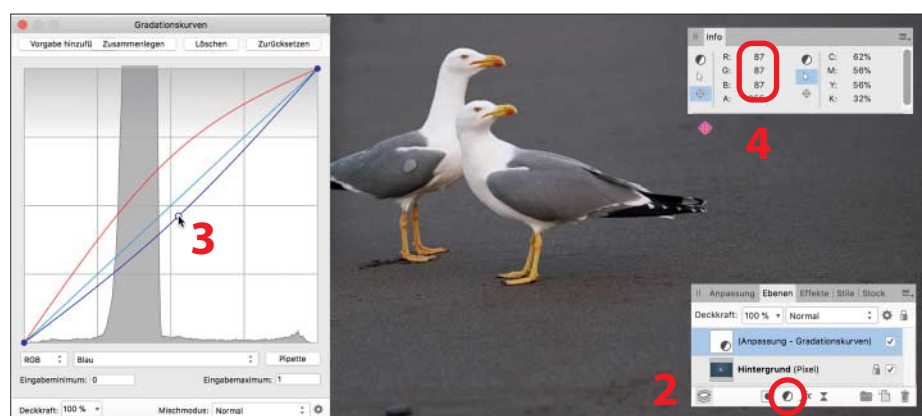 Gradationskurven
Vorgabe hinzufü Zusammenlegen Löschen Zurücksetzen
3
RGB Blau Pipette
Eingabeminimum: 0 Eingabemaximum: 1
Deckkraft: 100 % Mischmodus: Normal
Info
R: 87 C: 62%
G: 87 M: 56%
B: 87 Y: 56%
A: K: 32%
4
Anpassung Ebenen Effekte Stile Stock
Deckkraft: 100 % Normal
(Anpassung - Gradationskurven)
Hintergrund (Pixel)
2